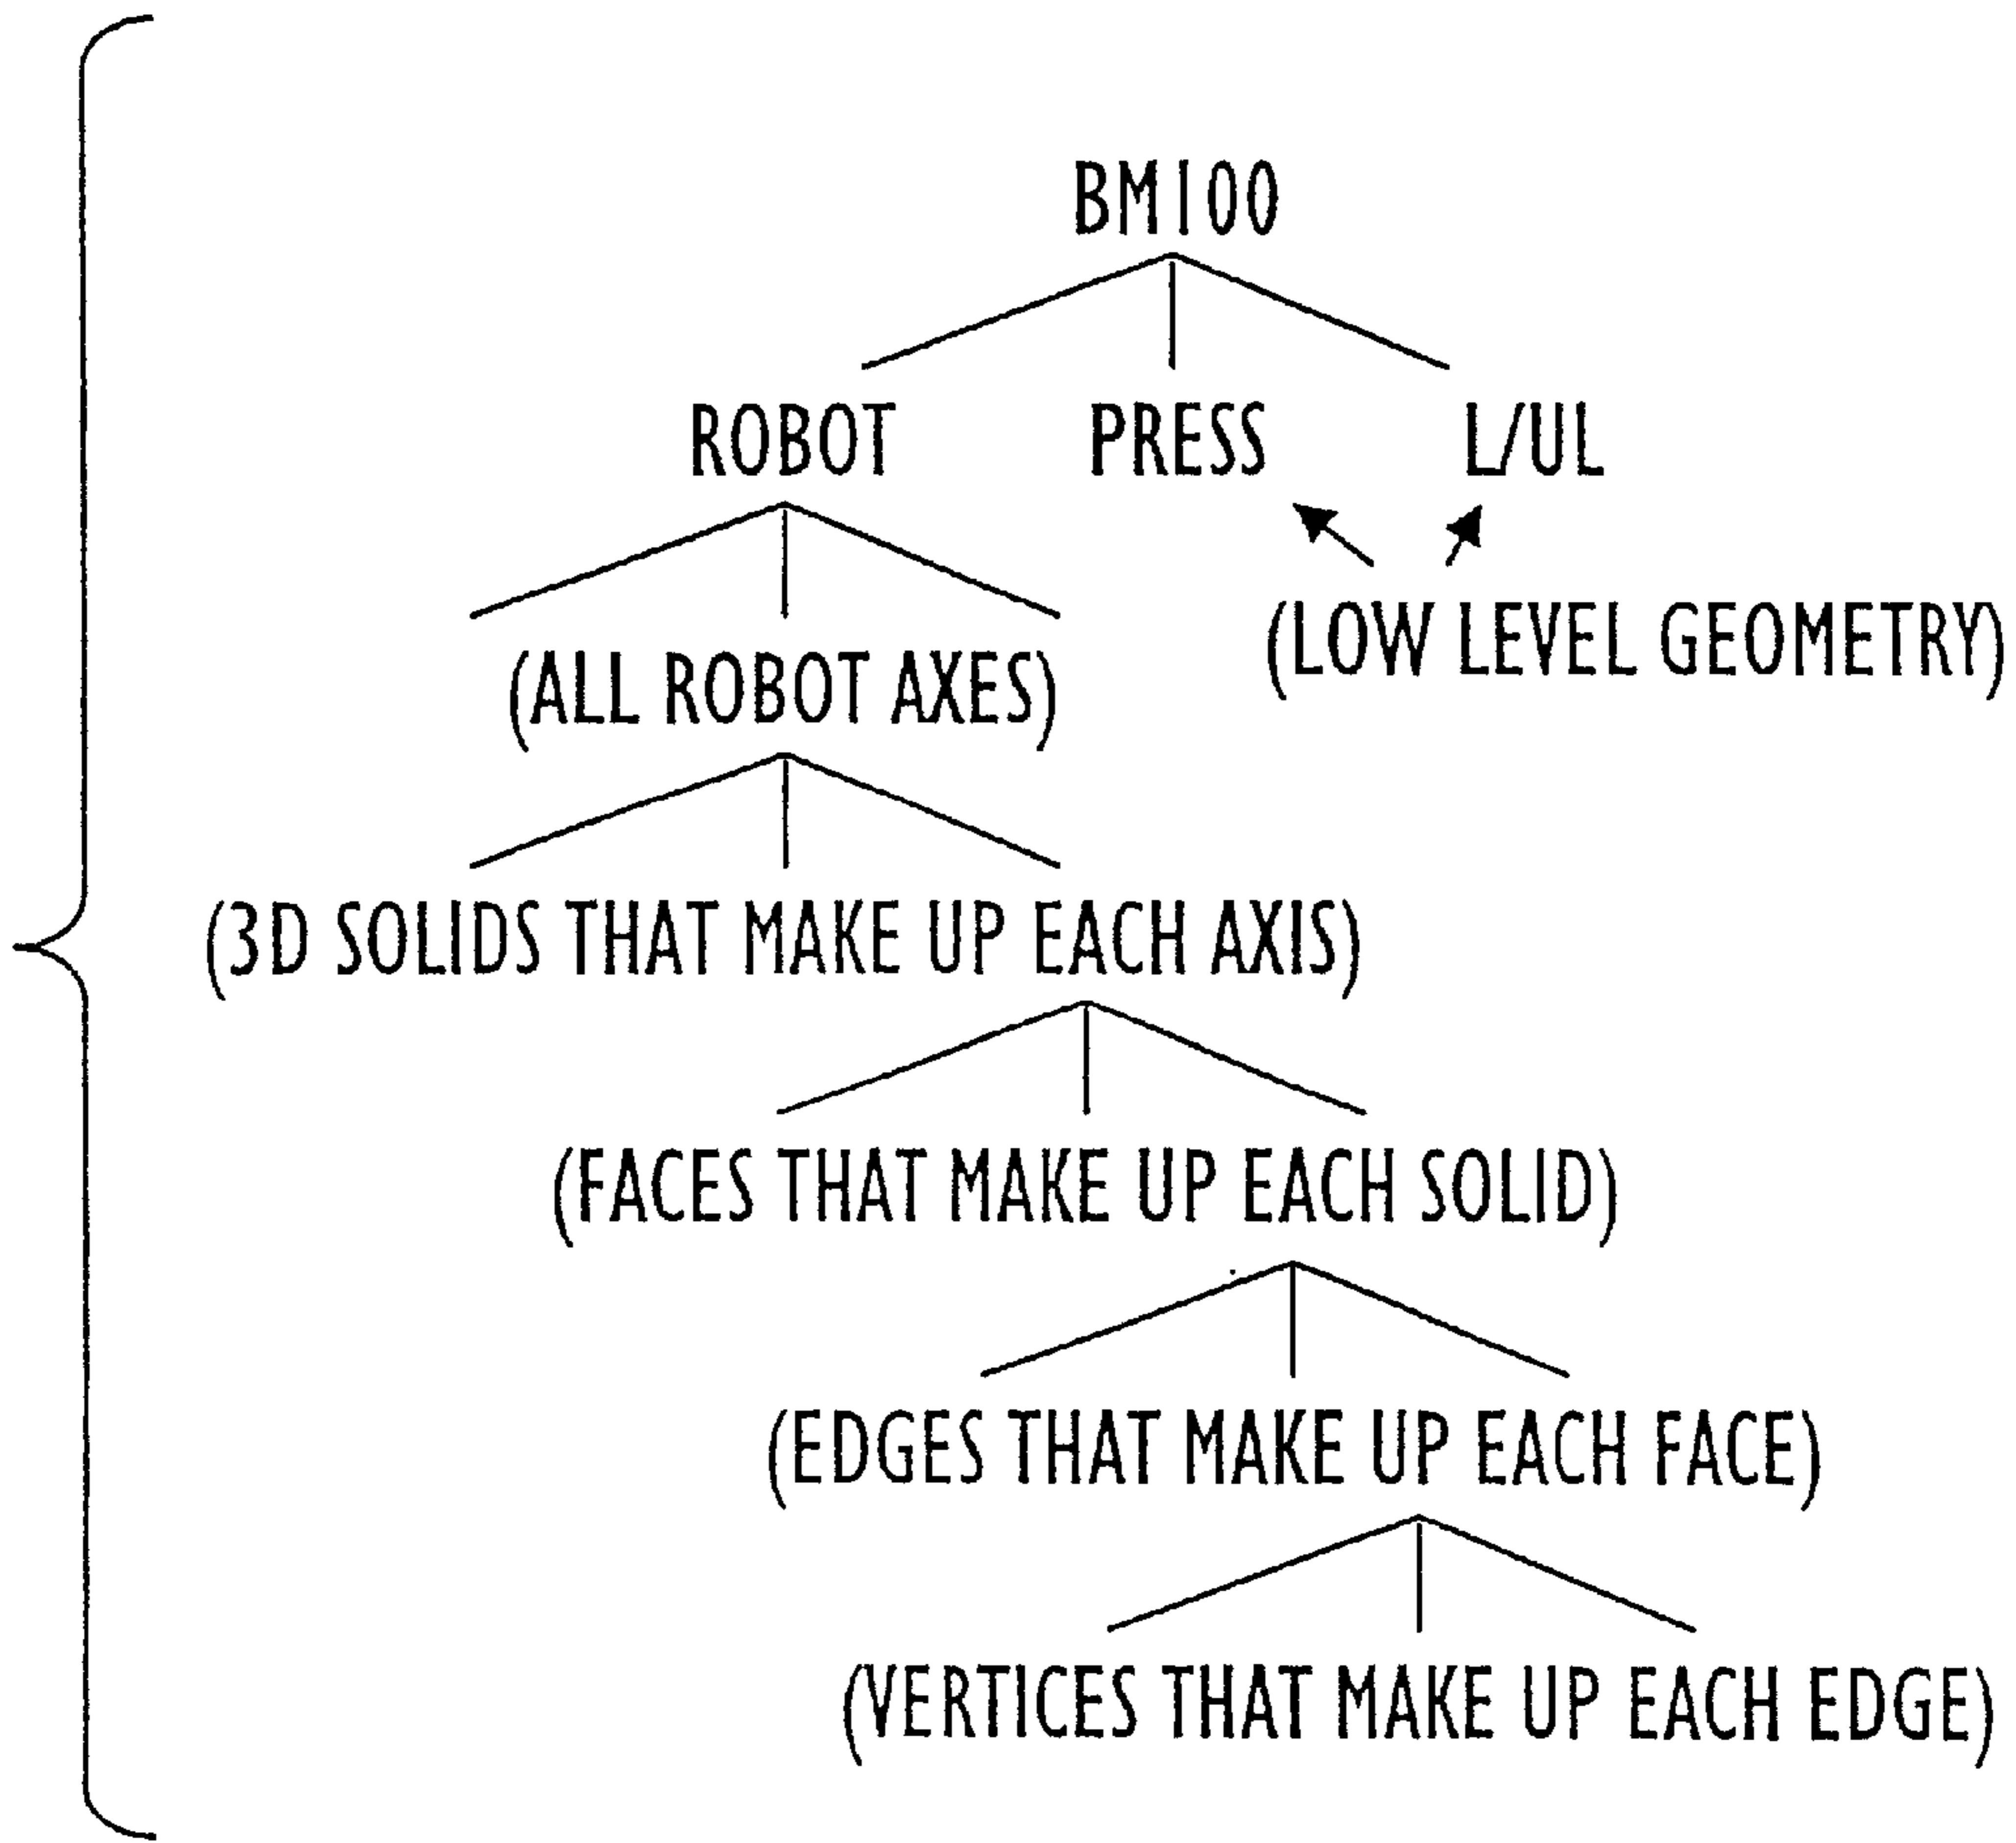 BM100
ROBOT PRESS L/UL
(LOW LEVEL GEOMETRY)
(ALL ROBOT AXES)
(3D SOLIDS THAT MAKE UP EACH AXIS)
(FACES THAT MAKE UP EACH SOLID)
(EDGES THAT MAKE UP EACH FACE)
(VERTICES THAT MAKE UP EACH EDGE)